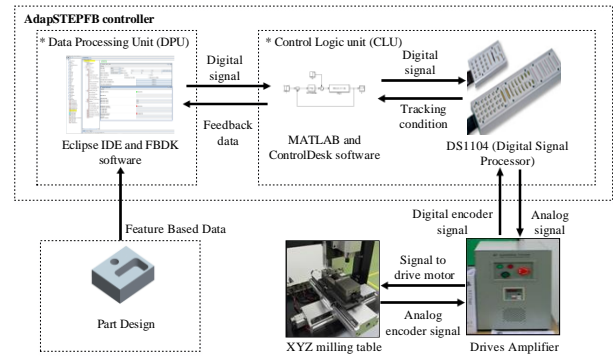 AdapSTEPFB controller
* Data Processing Unit (DPU)
* Control Logic unit (CLU)
Digital
signal
Feedback
data
Eclipse IDE and FBDK
software
MATLAB and
ControlDesk software
Digital
signal
Tracking
condition
DS1104 (Digital Signal
Processor)
Feature Based Data
Part Design
Digital encoder
signal
Analog
signal
Signal to
drive motor
Analog
encoder signal
XYZ milling table
Drives Amplifier